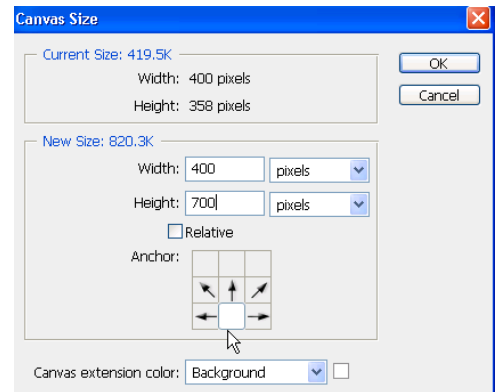 Canvas Size
Current Size: 419.5K
OK
Width: 400 pixels
Cancel
Height: 358 pixels
New Size: 820.3K
Width: 400 pixels
Height: 700 pixels
Relative
Anchor:
Canvas extension color: Background